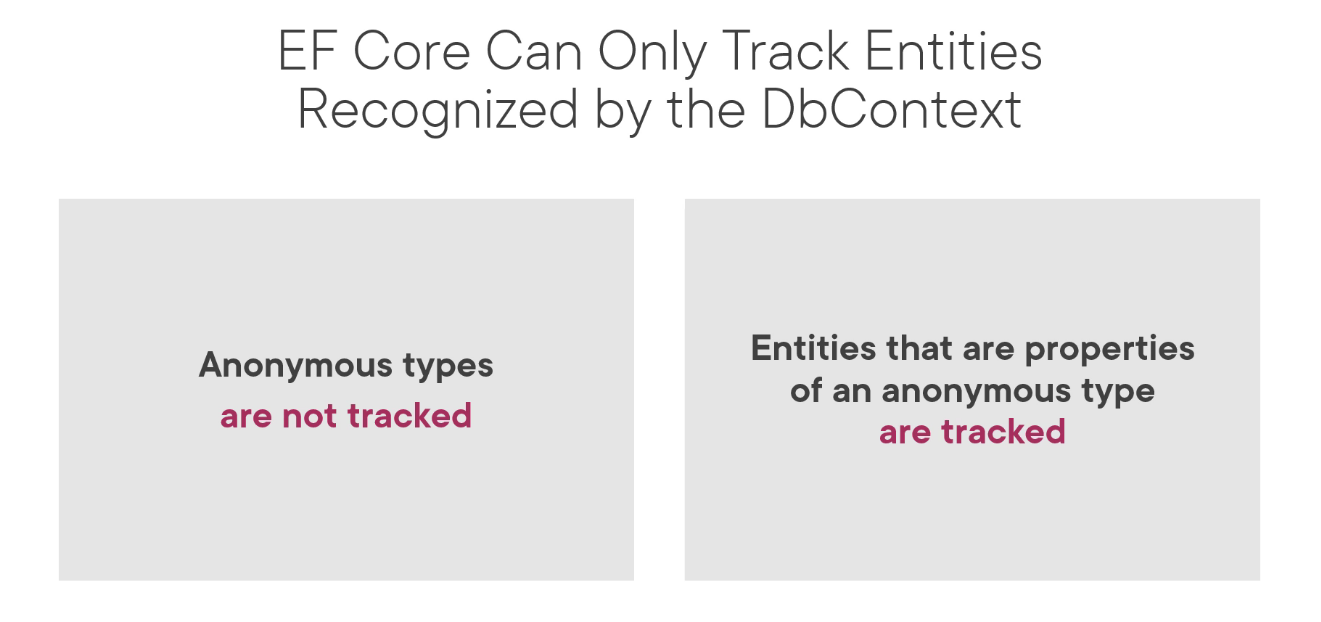 EF Core Can Only Track Entities
Recognized by the DbContext
Anonymous types
are not tracked
Entities that are properties
of an anonymous type
are tracked